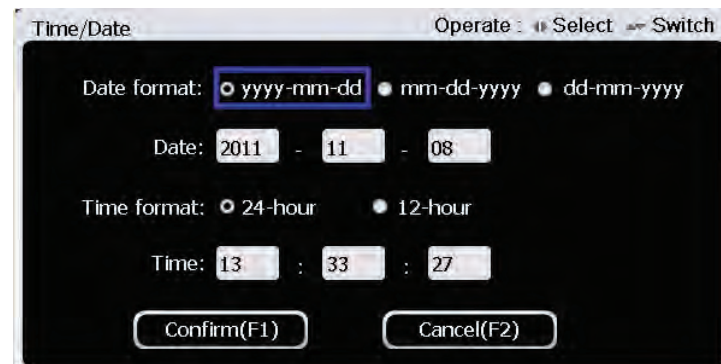 Time/Date Operate : Select Switch
Date format: yyyy-mm-dd mm-dd-yyyy dd-mm-yyyy
Date: 2011 - 11 - 08
Time format: 24-hour 12-hour
Time: 13 : 33 : 27
Confirm(F1) Cancel(F2)